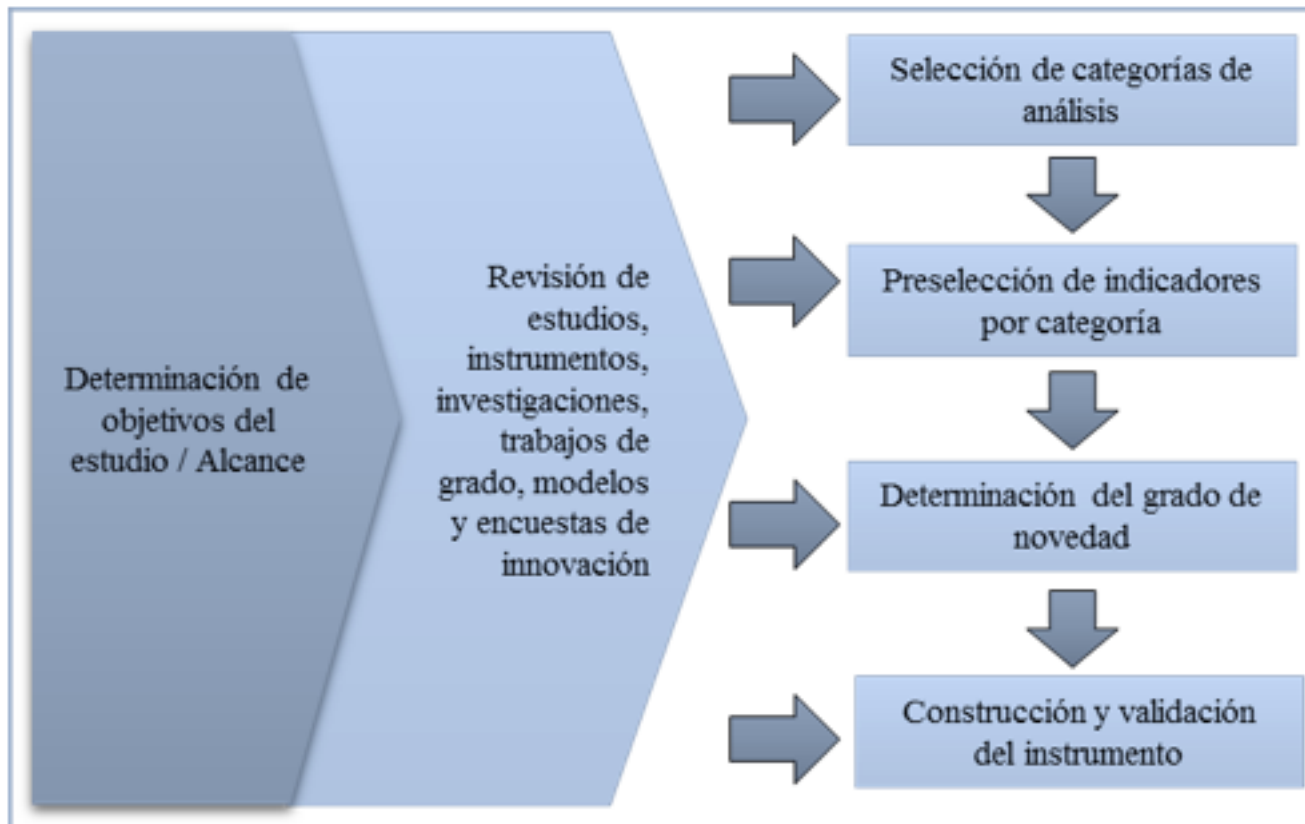 Determinación de
objetivos del
estudio / Alcance
Revisión de
estudios,
instrumentos,
investigaciones,
trabajos de
grado, modelos
y encuestas de
innovación
Selección de categorías de
análisis
Preselección de indicadores
por categoría
Determinación del grado de
novedad
Construcción y validación
del instrumento